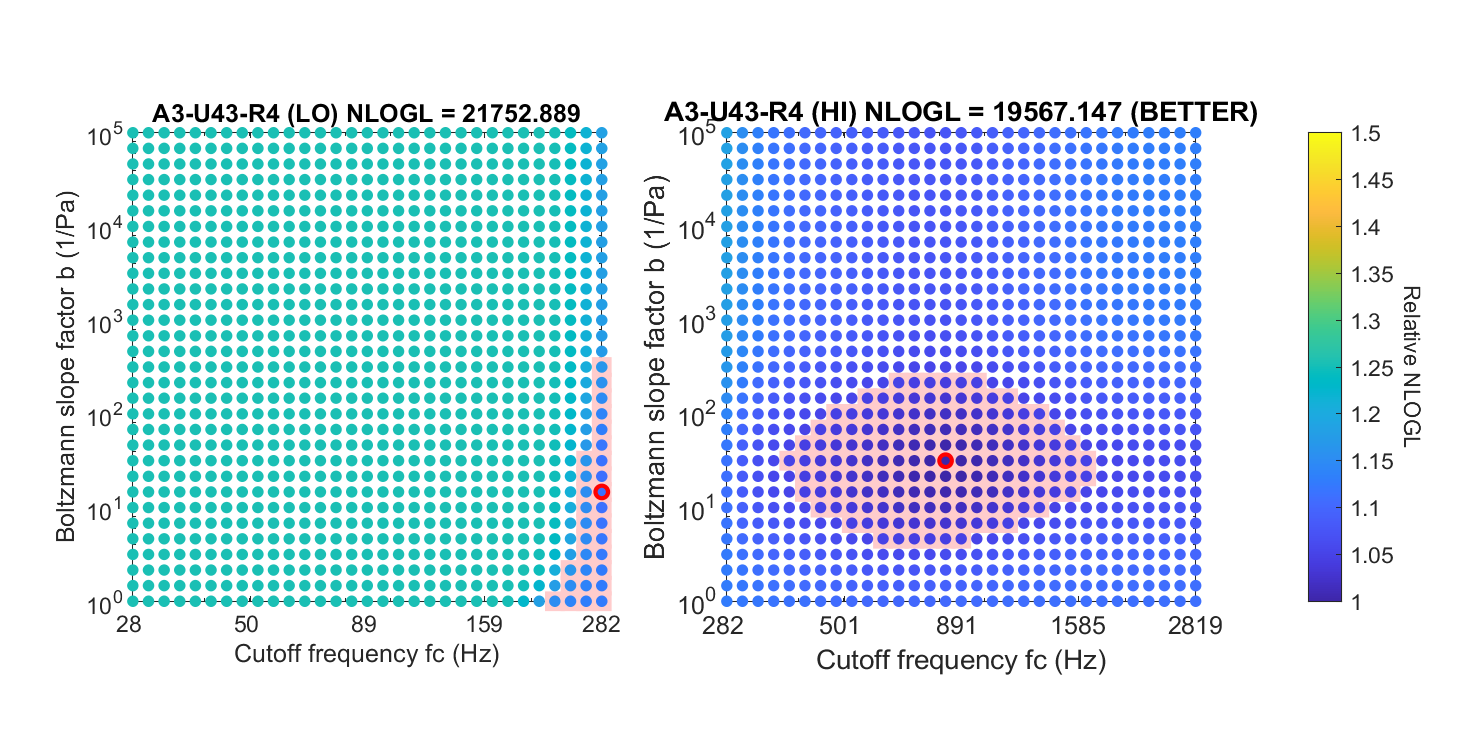 A3-U43-R4 (LO) NLOGL = 21752.889
10^5
10^4
10^3
10^2
10^1
10^0
Boltzmann slope factor b (1/Pa)
28 50 89 159 282
Cutoff frequency fc (Hz)
A3-U43-R4 (HI) NLOGL = 19567.147 (BETTER)
10^5
10^4
10^3
10^2
10^1
10^0
Boltzmann slope factor b (1/Pa)
282 501 891 1585 2819
Cutoff frequency fc (Hz)
1.5
1.45
1.4
1.35
1.3
1.25
1.2
1.15
1.1
1.05
1
Relative NLOGL